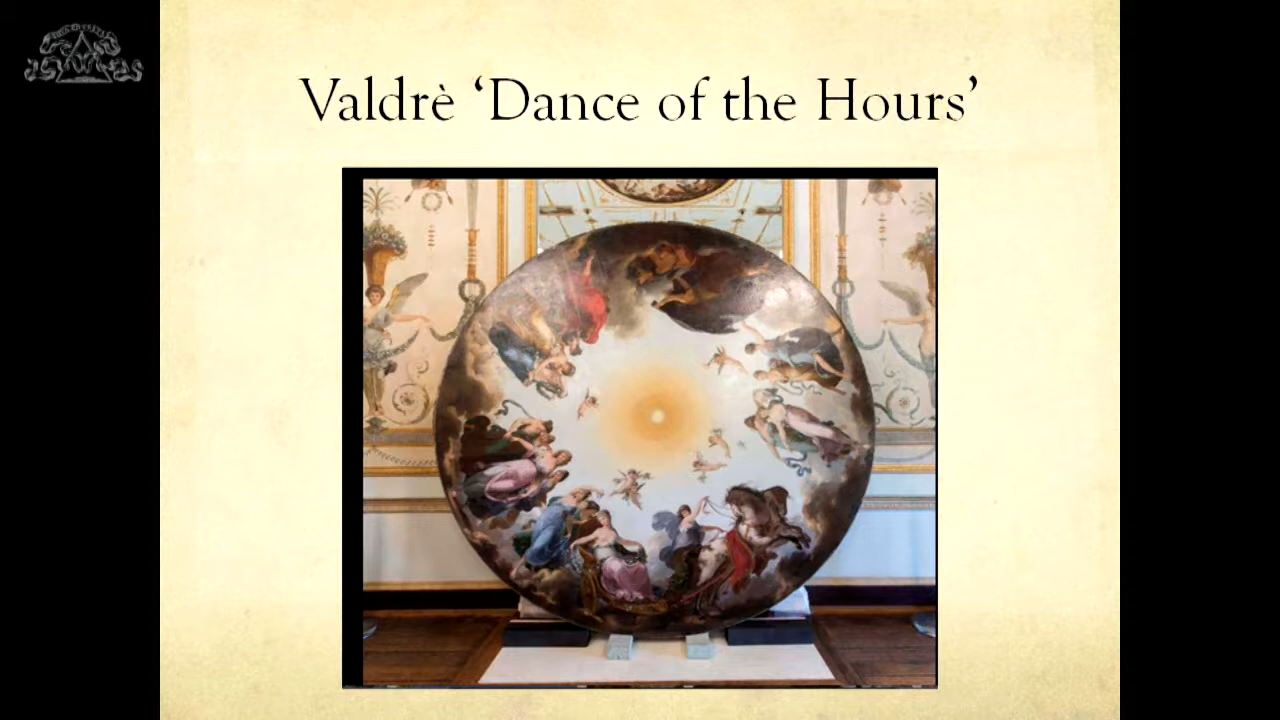 Valdrè ‘Dance of the Hours’